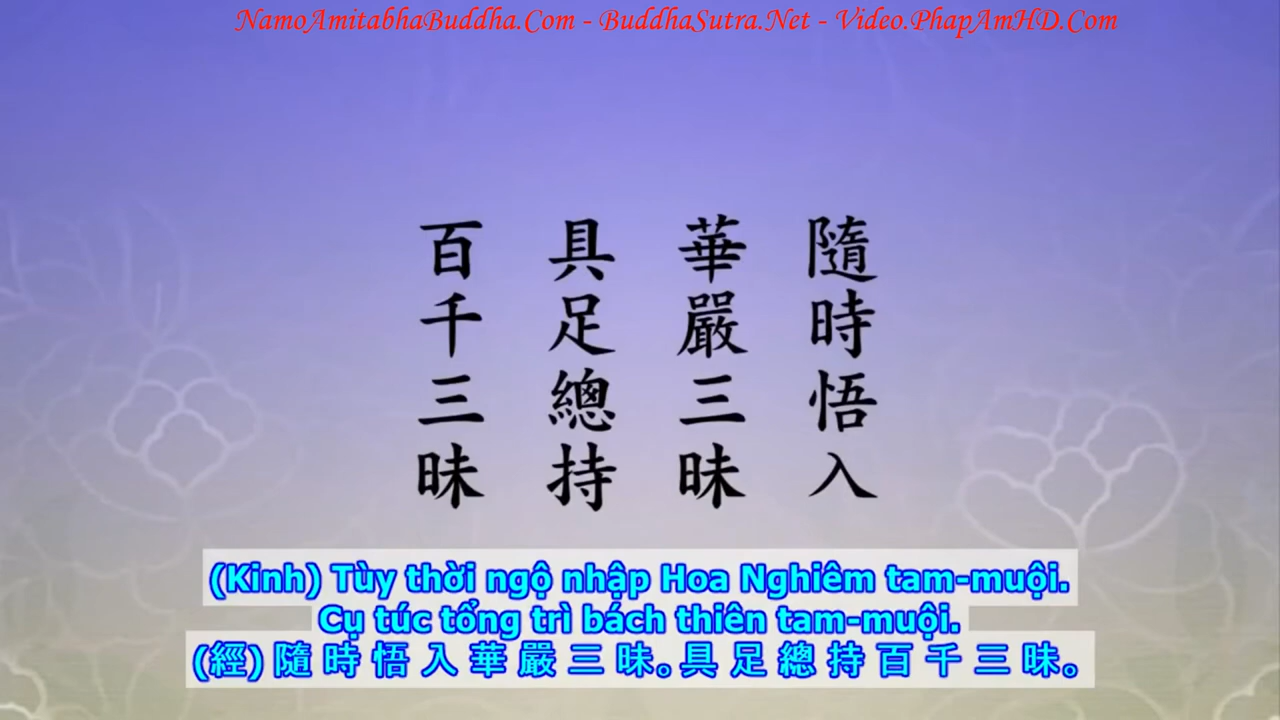 NamoAmitabhaBuddha.Com - BuddhaSutra.Net - Video.PhapAmHD.Com
隨時悟入
華嚴三昧
具足總持
百千三昧
(Kinh) Tùy thời ngộ nhập Hoa Nghiêm tam-muội.
Cụ túc tổng trì bách thiên tam-muội.
(經) 隨 時 悟 入 華 嚴 三 昧。具 足 總 持 百 千 三 昧。